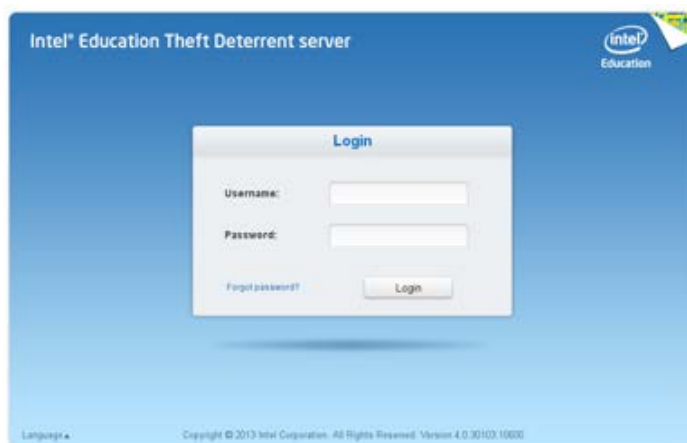 Intel® Education Theft Deterrent server
intel
Education
Login
Username:
Password:
Forgot password?
Login
Language▲
Copyright © 2013 Intel Corporation. All Rights Reserved. Version 4.0.30103.10600